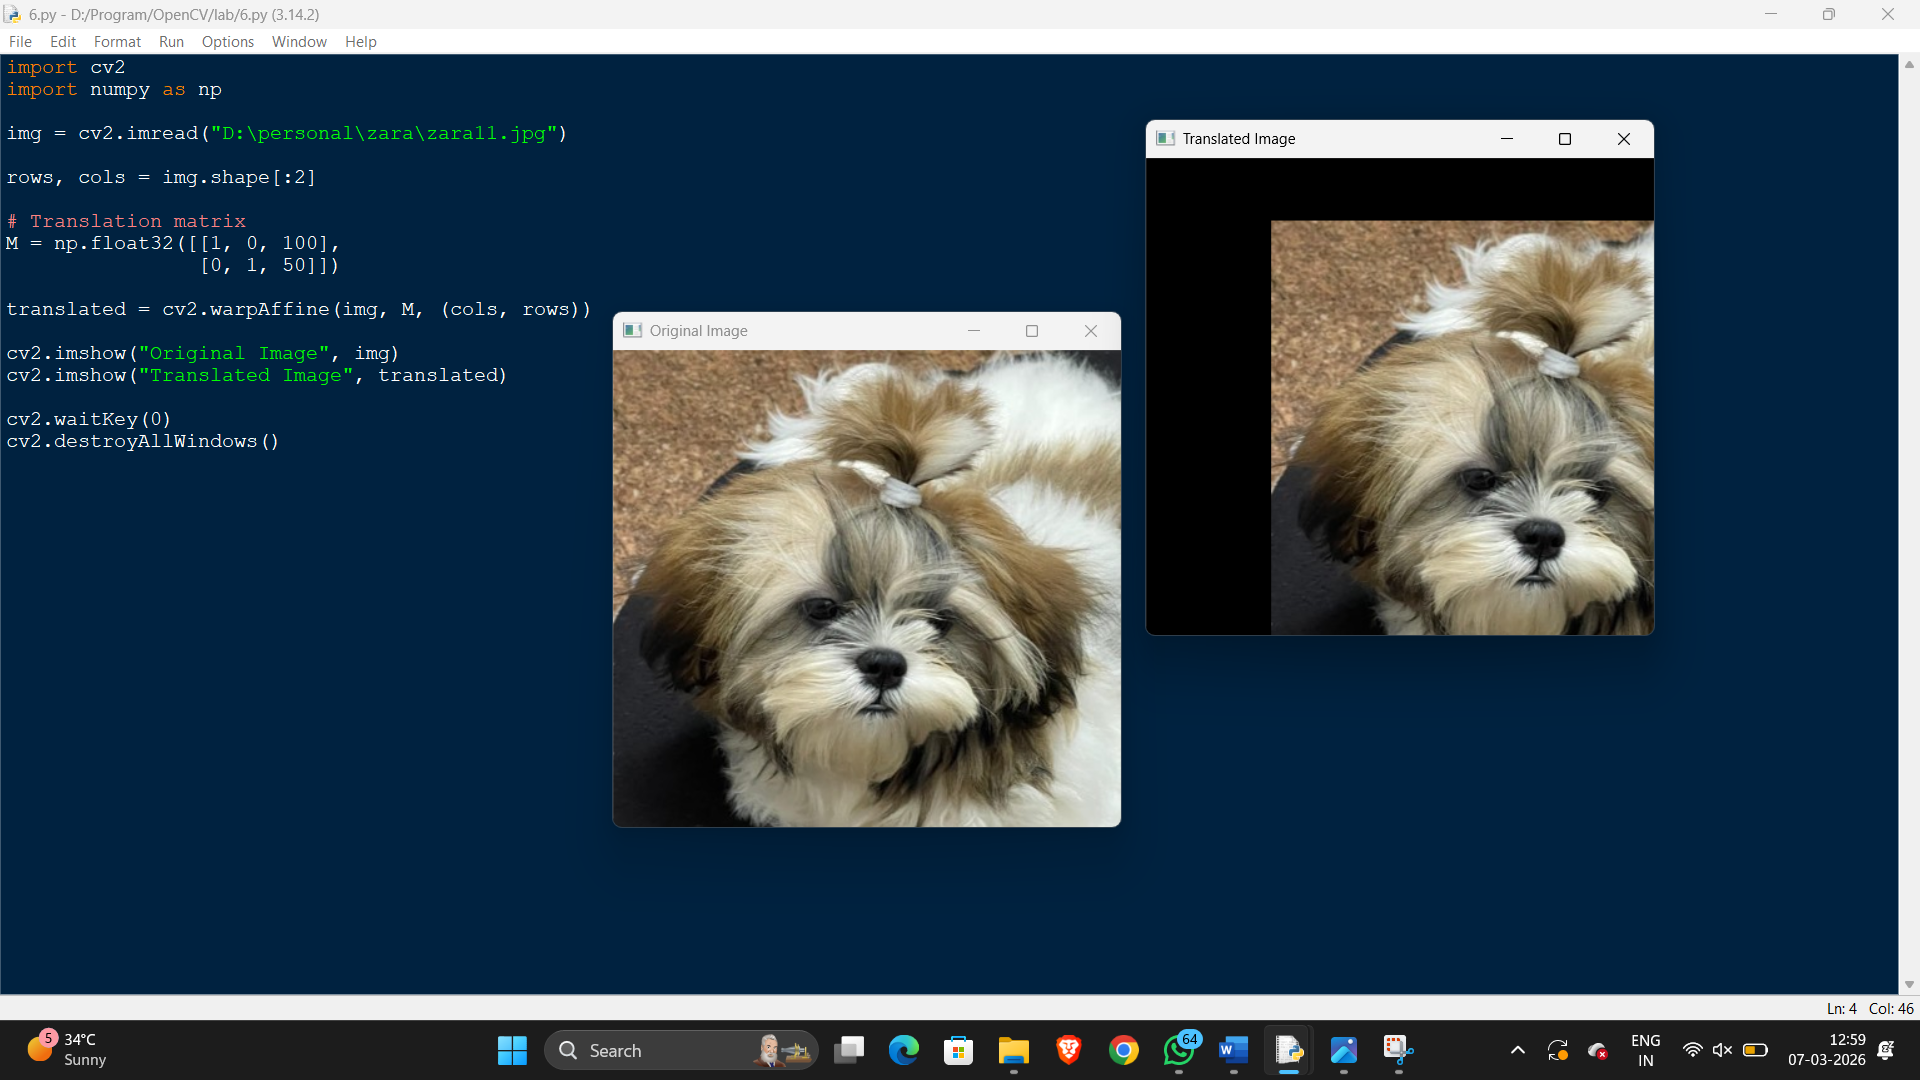 6.py - D:/Program/OpenCV/lab/6.py (3.14.2)
File Edit Format Run Options Window Help
import cv2
import numpy as np
img = cv2.imread("D:\personal\zara\zara11.jpg")
rows, cols = img.shape[:2]
# Translation matrix
M = np.float32([[1, 0, 100],
[0, 1, 50]])
translated = cv2.warpAffine(img, M, (cols, rows))
cv2.imshow("Original Image", img)
cv2.imshow("Translated Image", translated)
cv2.waitKey(0)
cv2.destroyAllWindows()
Original Image
Translated Image
Ln: 4 Col: 46
5
34°C
Sunny
Search
64
ENG
IN
12:59
07-03-2026